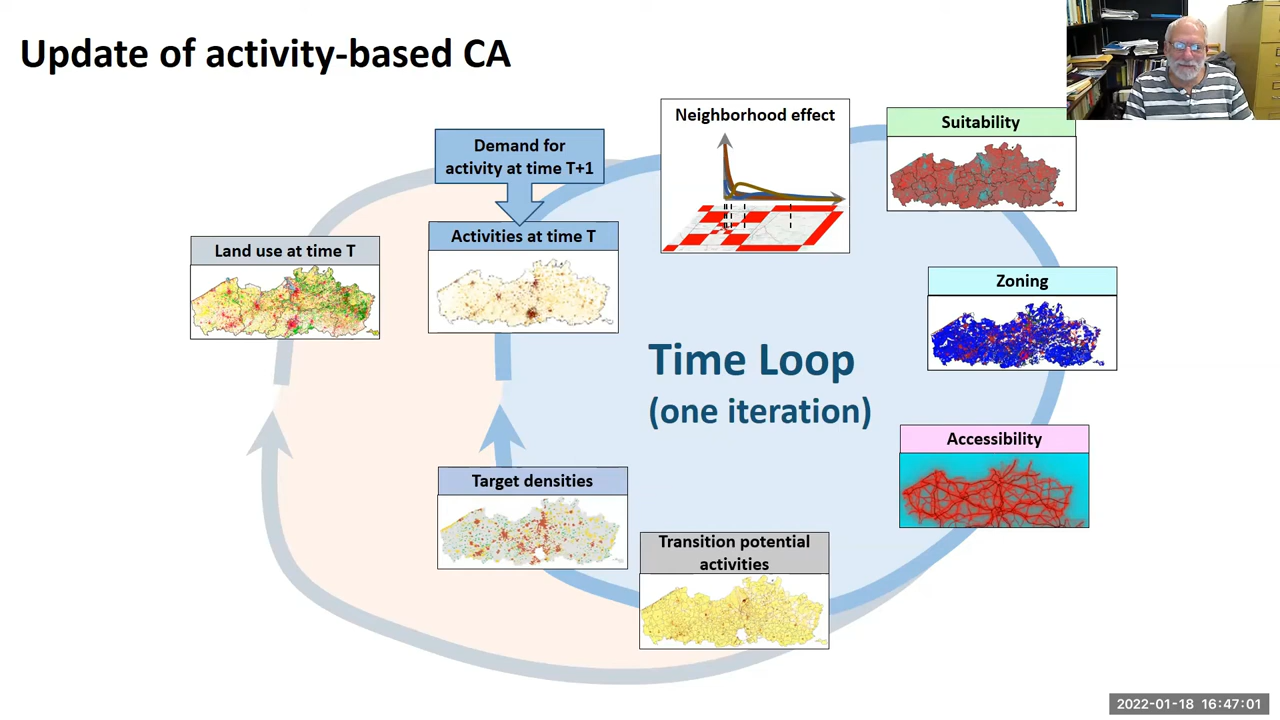 Update of activity-based CA
Demand for
activity at time T+1
Activities at time T
Land use at time T
Neighborhood effect
Suitability
Zoning
Accessibility
Time Loop
(one iteration)
Target densities
Transition potential
activities
2022-01-18 16:47:01